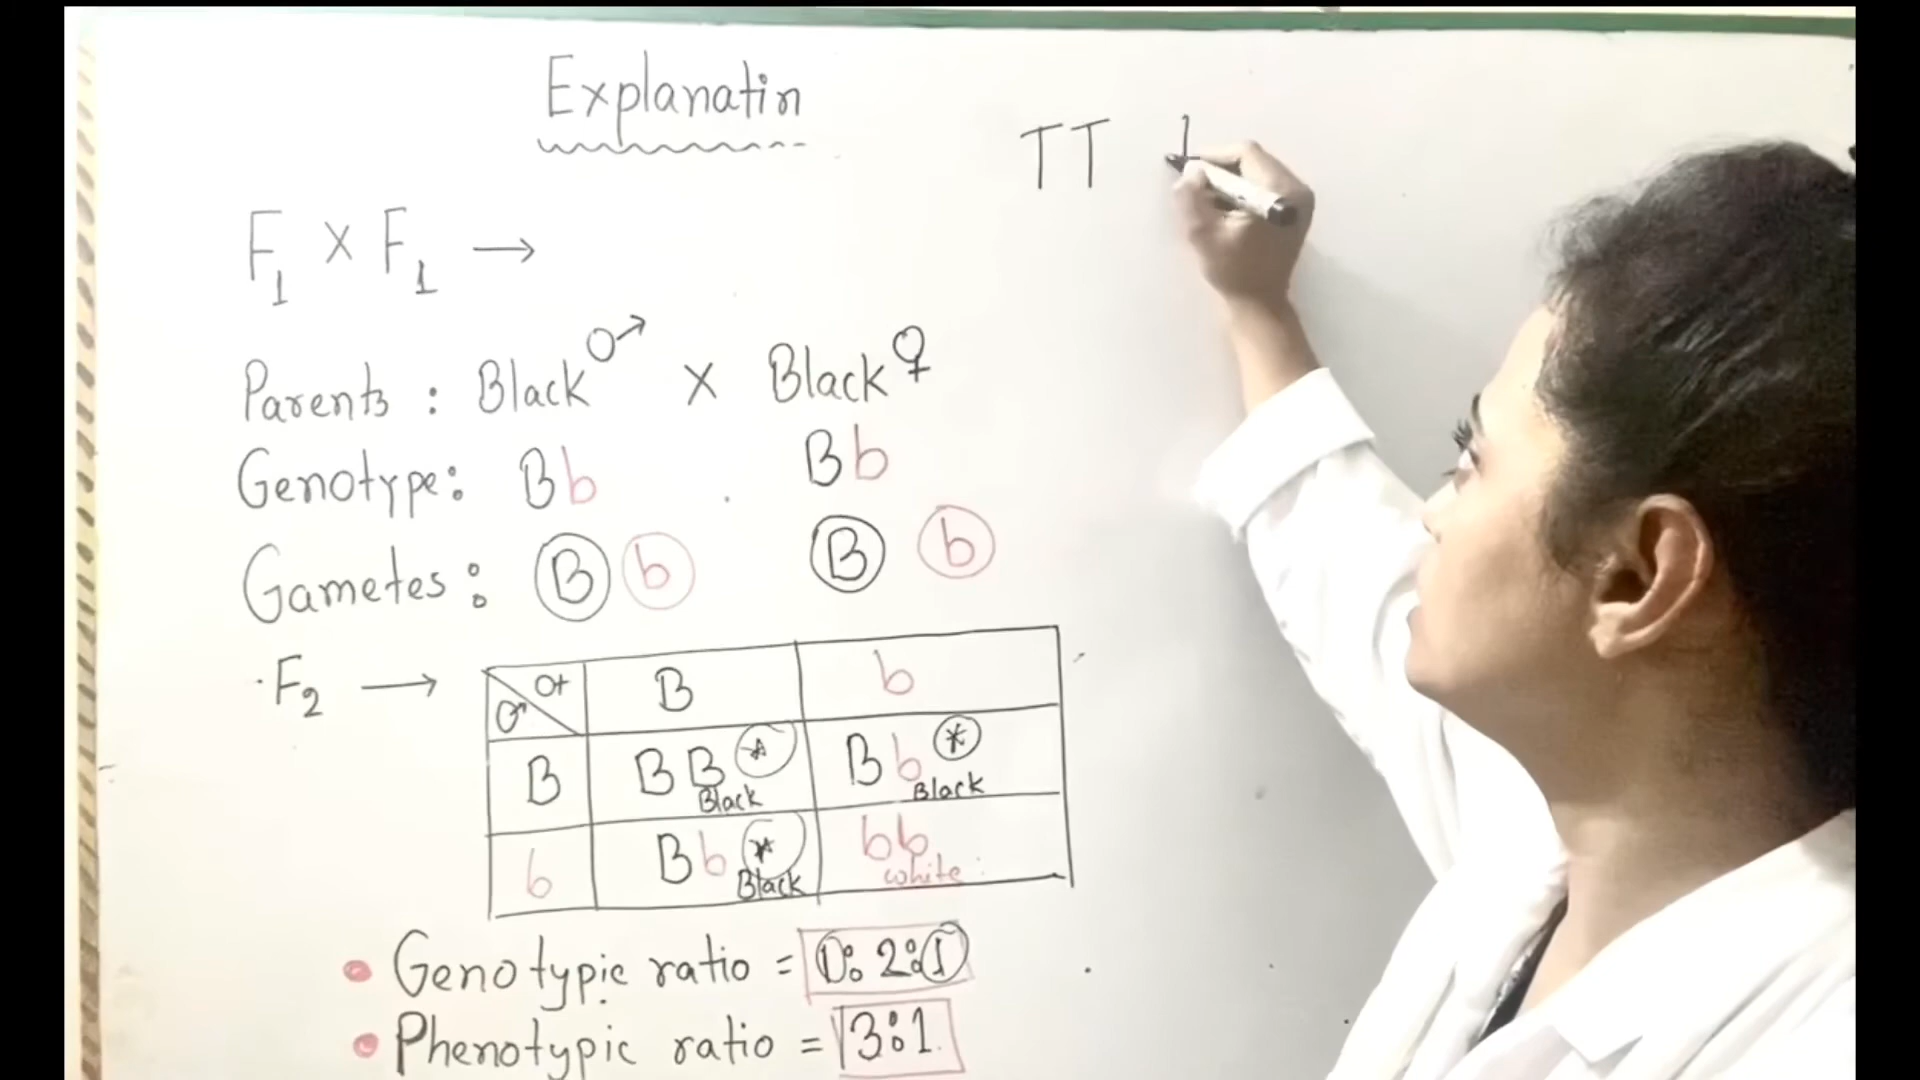 Explanatin
TT t
F1 X F1 →
Parents : Black♂ X Black♀
Genotype: Bb Bb
Gametes: B b B b
F2 →
♀ B b
♂
B BB * Black Bb * Black
b Bb * Black bb white
• Genotypic ratio = 1:2:1
• Phenotypic ratio = 3:1